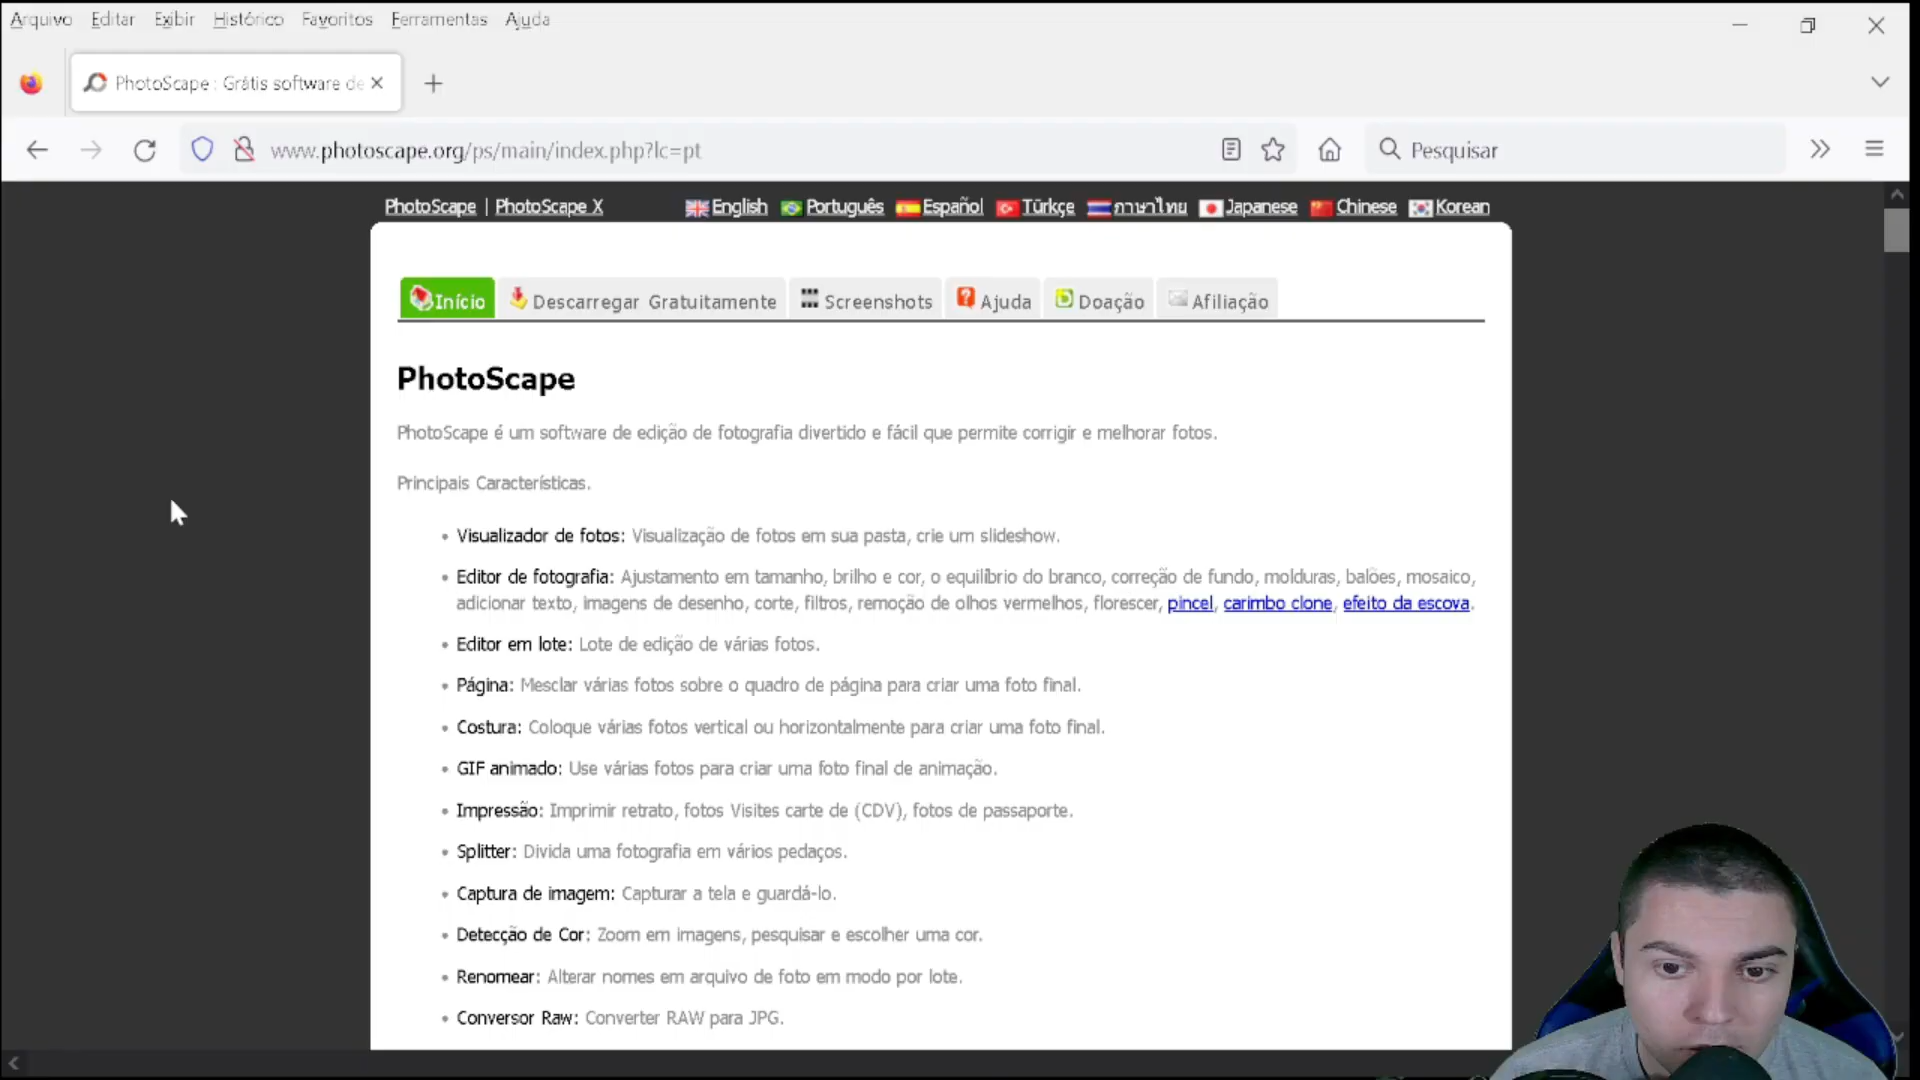 Arquivo Editar Exibir Histórico Favoritos Ferramentas Ajuda
PhotoScape : Grátis software de
www.photoscape.org/ps/main/index.php?lc=pt
Pesquisar
PhotoScape | PhotoScape X English Português Español Türkçe ภาษาไทย Japanese Chinese Korean
Início Descarregar Gratuitamente Screenshots Ajuda Doação Afiliação
PhotoScape
PhotoScape é um software de edição de fotografia divertido e fácil que permite corrigir e melhorar fotos.
Principais Características.
• Visualizador de fotos: Visualização de fotos em sua pasta, crie um slideshow.
• Editor de fotografia: Ajustamento em tamanho, brilho e cor, o equilíbrio do branco, correção de fundo, molduras, balões, mosaico,
adicionar texto, imagens de desenho, corte, filtros, remoção de olhos vermelhos, florescer, pincel, carimbo clone, efeito da escova.
• Editor em lote: Lote de edição de várias fotos.
• Página: Mesclar várias fotos sobre o quadro de página para criar uma foto final.
• Costura: Coloque várias fotos vertical ou horizontalmente para criar uma foto final.
• GIF animado: Use várias fotos para criar uma foto final de animação.
• Impressão: Imprimir retrato, fotos Visites carte de (CDV), fotos de passaporte.
• Splitter: Divida uma fotografia em vários pedaços.
• Captura de imagem: Capturar a tela e guardá-lo.
• Detecção de Cor: Zoom em imagens, pesquisar e escolher uma cor.
• Renomear: Alterar nomes em arquivo de foto em modo por lote.
• Conversor Raw: Converter RAW para JPG.